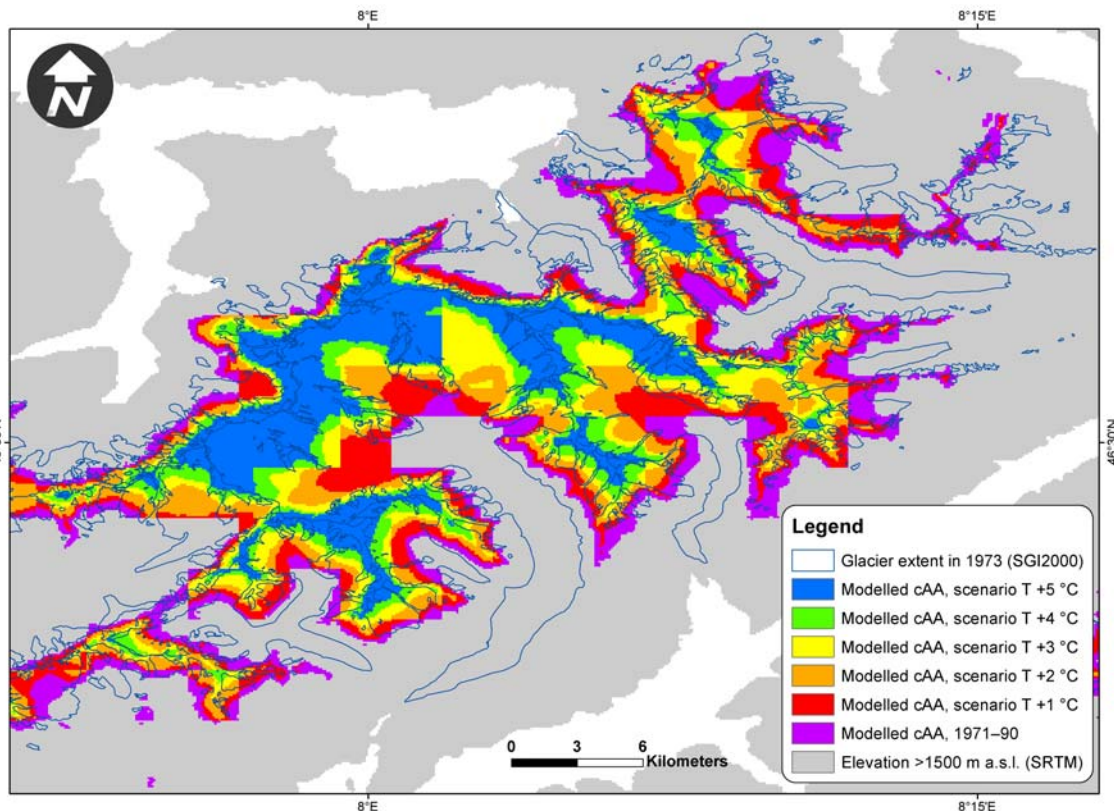 8°E 8°15'E
N
46°30'N
Legend
Glacier extent in 1973 (SGI2000)
Modelled cAA, scenario T +5 °C
Modelled cAA, scenario T +4 °C
Modelled cAA, scenario T +3 °C
Modelled cAA, scenario T +2 °C
Modelled cAA, scenario T +1 °C
Modelled cAA, 1971–90
Elevation >1500 m a.s.l. (SRTM)
0 3 6
Kilometers
8°E 8°15'E